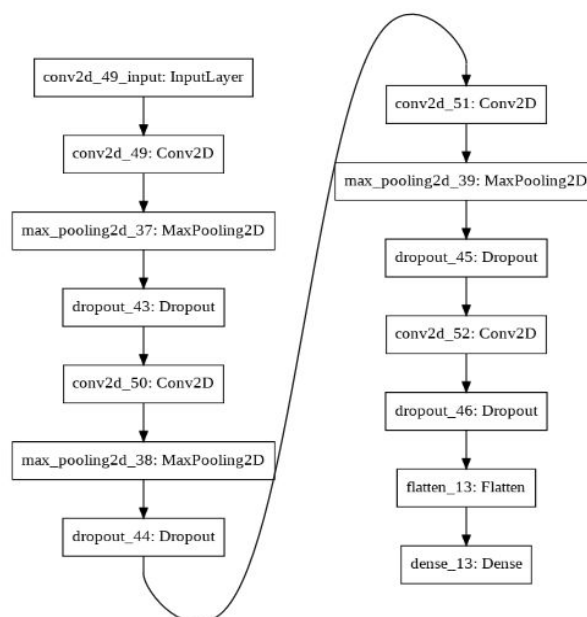 conv2d_49_input: InputLayer
conv2d_49: Conv2D
max_pooling2d_37: MaxPooling2D
dropout_43: Dropout
conv2d_50: Conv2D
max_pooling2d_38: MaxPooling2D
dropout_44: Dropout
conv2d_51: Conv2D
max_pooling2d_39: MaxPooling2D
dropout_45: Dropout
conv2d_52: Conv2D
dropout_46: Dropout
flatten_13: Flatten
dense_13: Dense